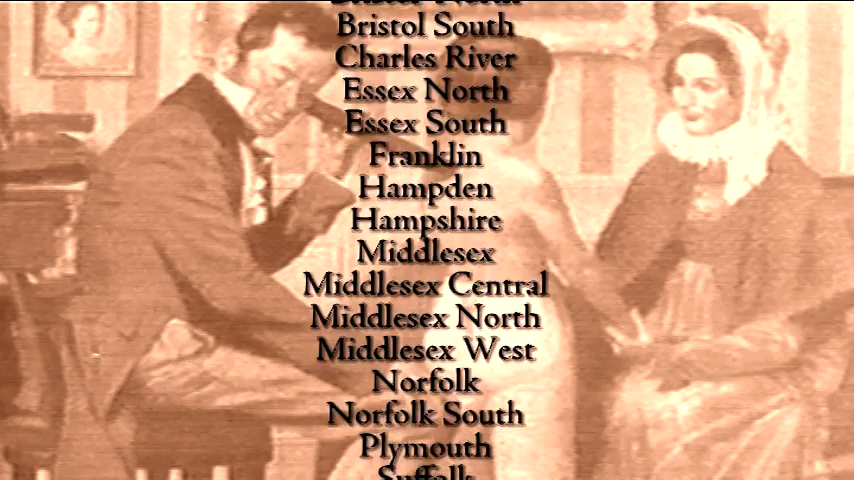 Bristol South
Charles River
Essex North
Essex South
Franklin
Hampden
Hampshire
Middlesex
Middlesex Central
Middlesex North
Middlesex West
Norfolk
Norfolk South
Plymouth
Suffolk